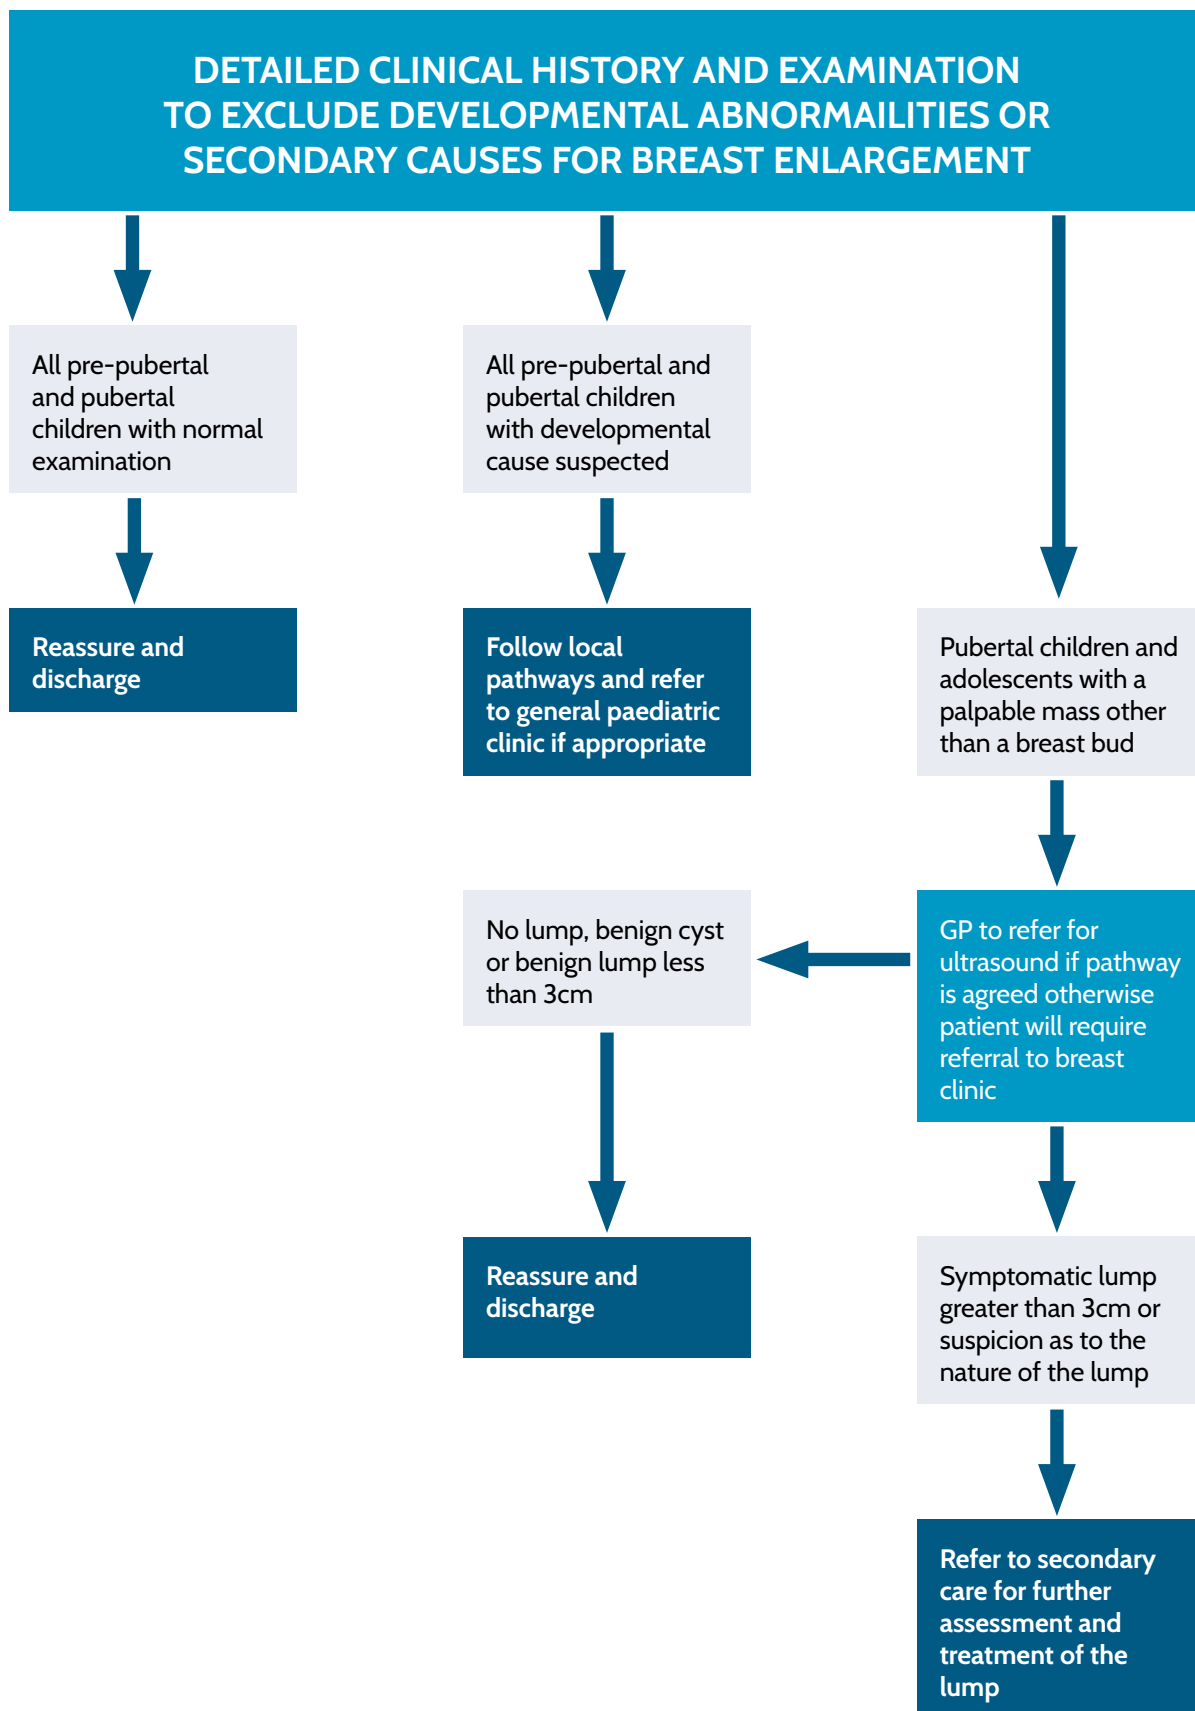 DETAILED CLINICAL HISTORY AND EXAMINATION
TO EXCLUDE DEVELOPMENTAL ABNORMAILITIES OR
SECONDARY CAUSES FOR BREAST ENLARGEMENT
All pre-pubertal
and pubertal
children with normal
examination
All pre-pubertal and
pubertal children
with developmental
cause suspected
Reassure and
discharge
Follow local
pathways and refer
to general paediatric
clinic if appropriate
Pubertal children and
adolescents with a
palpable mass other
than a breast bud
No lump, benign cyst
or benign lump less
than 3cm
GP to refer for
ultrasound if pathway
is agreed otherwise
patient will require
referral to breast
clinic
Reassure and
discharge
Symptomatic lump
greater than 3cm or
suspicion as to the
nature of the lump
Refer to secondary
care for further
assessment and
treatment of the
lump